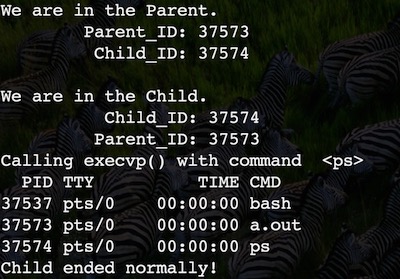 We are in the Parent.
Parent_ID: 37573
Child_ID: 37574
We are in the Child.
Child_ID: 37574
Parent_ID: 37573
Calling execvp() with command <ps>
PID TTY TIME CMD
37537 pts/0 00:00:00 bash
37573 pts/0 00:00:00 a.out
37574 pts/0 00:00:00 ps
Child ended normally!